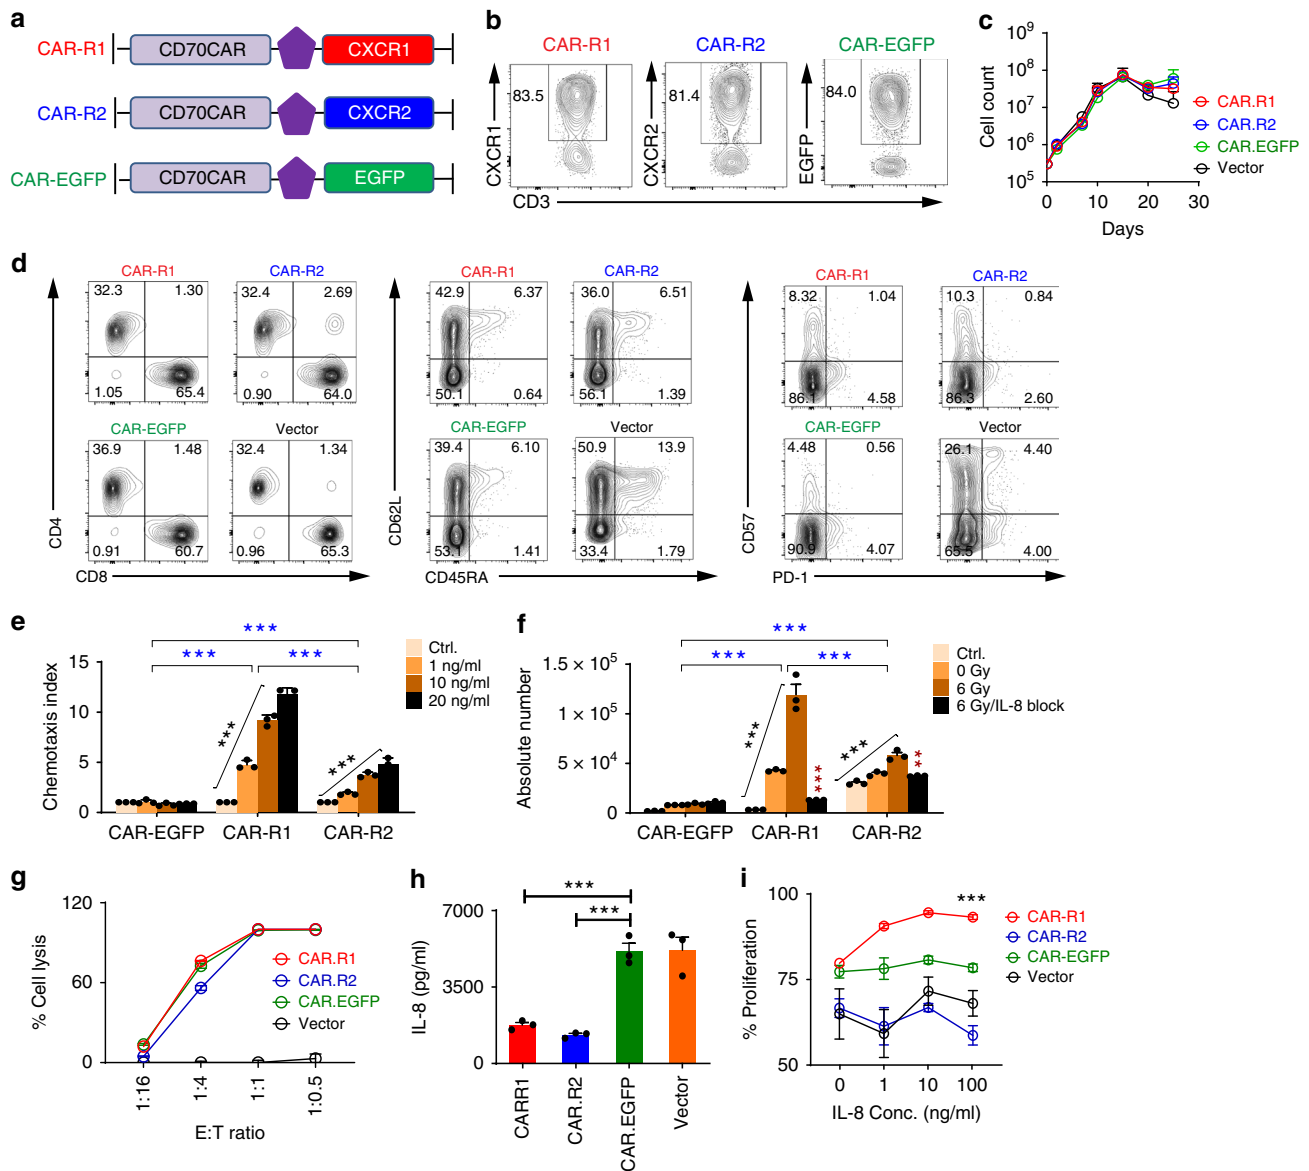 a
CAR-R1 CD70CAR CXCR1
CAR-R2 CD70CAR CXCR2
CAR-EGFP CD70CAR EGFP
b
CAR-R1 CAR-R2 CAR-EGFP
83.5 81.4 84.0
CXCR1 CXCR2 EGFP
CD3
c
Cell count
10⁹
10⁸
10⁷
10⁶
10⁵
0 10 20 30
Days
CAR.R1
CAR.R2
CAR.EGFP
Vector
d
CAR-R1 CAR-R2
32.3 1.30 32.4 2.69
1.05 65.4 0.90 64.0
CAR-EGFP Vector
36.9 1.48 32.4 1.34
0.91 60.7 0.96 65.3
CD4
CD8
CAR-R1 CAR-R2
42.9 6.37 36.0 6.51
50.1 0.64 56.1 1.39
CAR-EGFP Vector
39.4 6.10 50.9 13.9
53.1 1.41 33.4 1.79
CD62L
CD45RA
CAR-R1 CAR-R2
8.32 1.04 10.3 0.84
86.1 4.58 86.3 2.60
CAR-EGFP Vector
4.48 0.56 26.1 4.40
90.9 4.07 65.5 4.00
CD57
PD-1
e
***
*** ***
Chemotaxis index
15
10
5
0
*** ***
CAR-EGFP CAR-R1 CAR-R2
Ctrl.
1 ng/ml
10 ng/ml
20 ng/ml
f
***
*** ***
Absolute number
1.5 × 10⁵
1 × 10⁵
5 × 10⁴
0
*** *** *** **
CAR-EGFP CAR-R1 CAR-R2
Ctrl.
0 Gy
6 Gy
6 Gy/IL-8 block
g
% Cell lysis
120
60
0
1:16 1:4 1:1 1:0.5
E:T ratio
CAR.R1
CAR.R2
CAR.EGFP
Vector
h
***
***
IL-8 (pg/ml)
7000
3500
0
CARR1 CAR.R2 CAR.EGFP Vector
i
***
% Proliferation
100
75
50
0 1 10 100
IL-8 Conc. (ng/ml)
CAR-R1
CAR-R2
CAR-EGFP
Vector